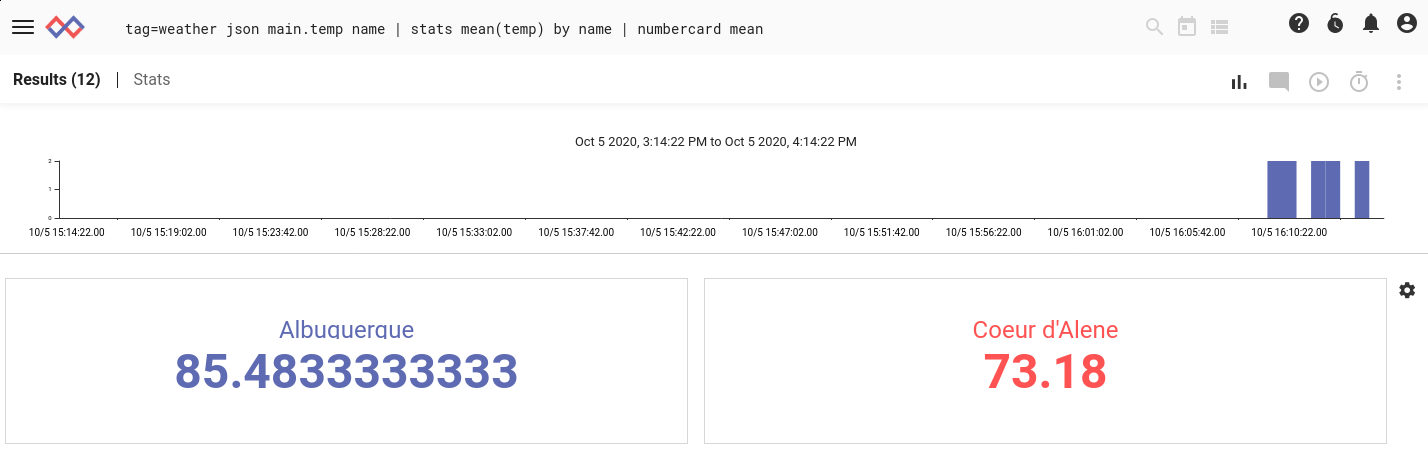 tag=weather json main.temp name | stats mean(temp) by name | numbercard mean
Results (12) | Stats
Oct 5 2020, 3:14:22 PM to Oct 5 2020, 4:14:22 PM
2
1
0
10/5 15:14:22.00 10/5 15:19:02.00 10/5 15:23:42.00 10/5 15:28:22.00 10/5 15:33:02.00 10/5 15:37:42.00 10/5 15:42:22.00 10/5 15:47:02.00 10/5 15:51:42.00 10/5 15:56:22.00 10/5 16:01:02.00 10/5 16:05:42.00 10/5 16:10:22.00
Albuquerque
85.4833333333
Coeur d'Alene
73.18